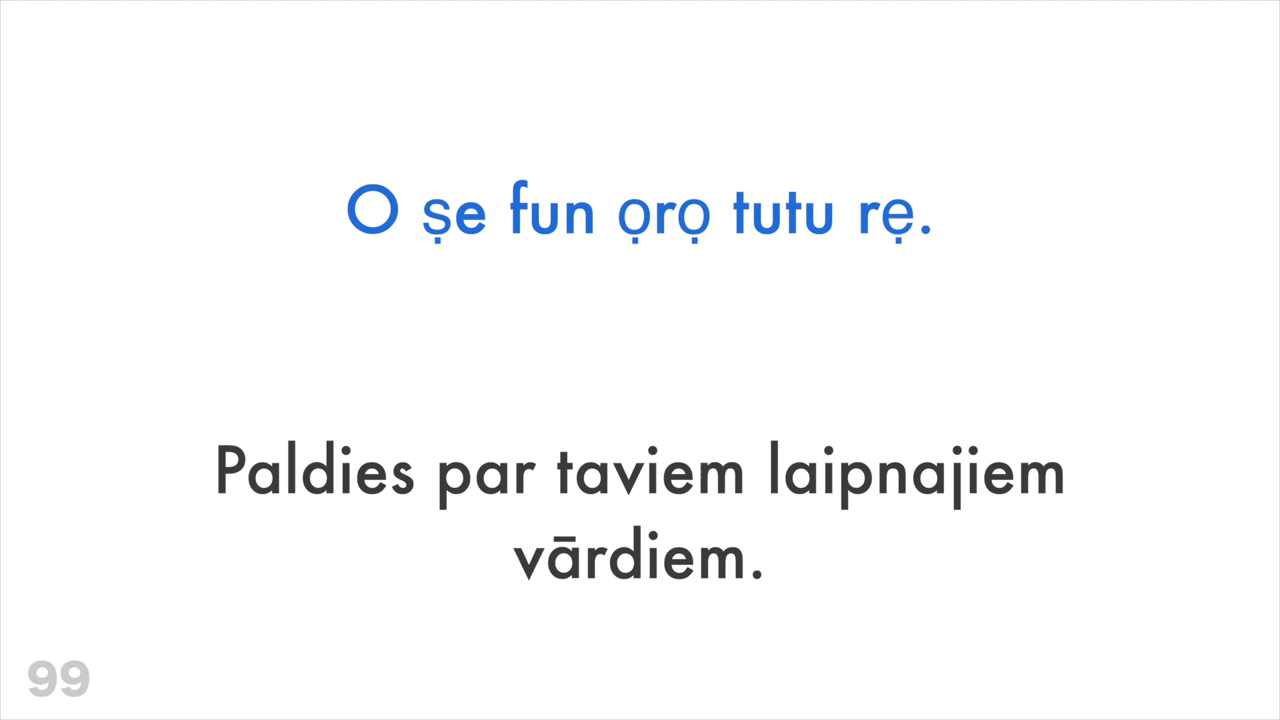 O ṣe fun ọrọ tutu rẹ.
Paldies par taviem laipnajiem
vārdiem.
99